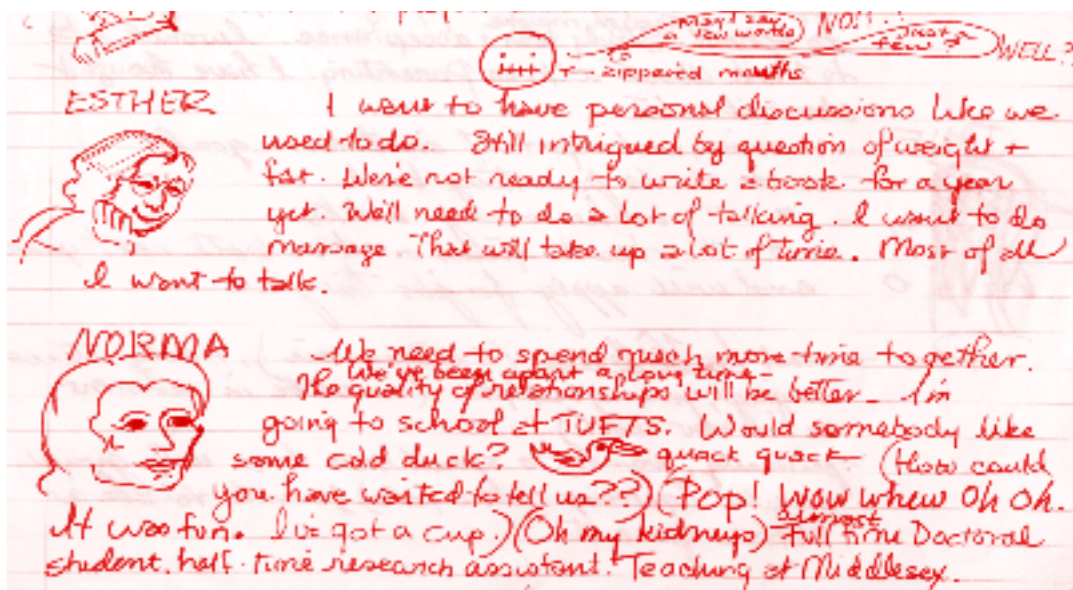 May I say
a few words
NO!!
Just
few?
WELL?
← zippered mouths
ESTHER
I want to have personal discussions like we
used to do. Still intrigued by question of weight +
fat. We're not ready to write a book for a year
yet. We'll need to do a lot of talking. I want to do
massage That will take up a lot of time. Most of all
I want to talk.
NORMA
We need to spend much more time together.
We've been apart a long time -
The quality of relationships will be better - I'm
going to school at TUFTS. Would somebody like
some cold duck? quack quack (How could
you have waited to tell us??) (Pop! Wow whew Oh Oh.
It was fun. I've got a cup.) (Oh my kidneys) almost full time Doctoral
student. half-time research assistant. Teaching at Middlesex.